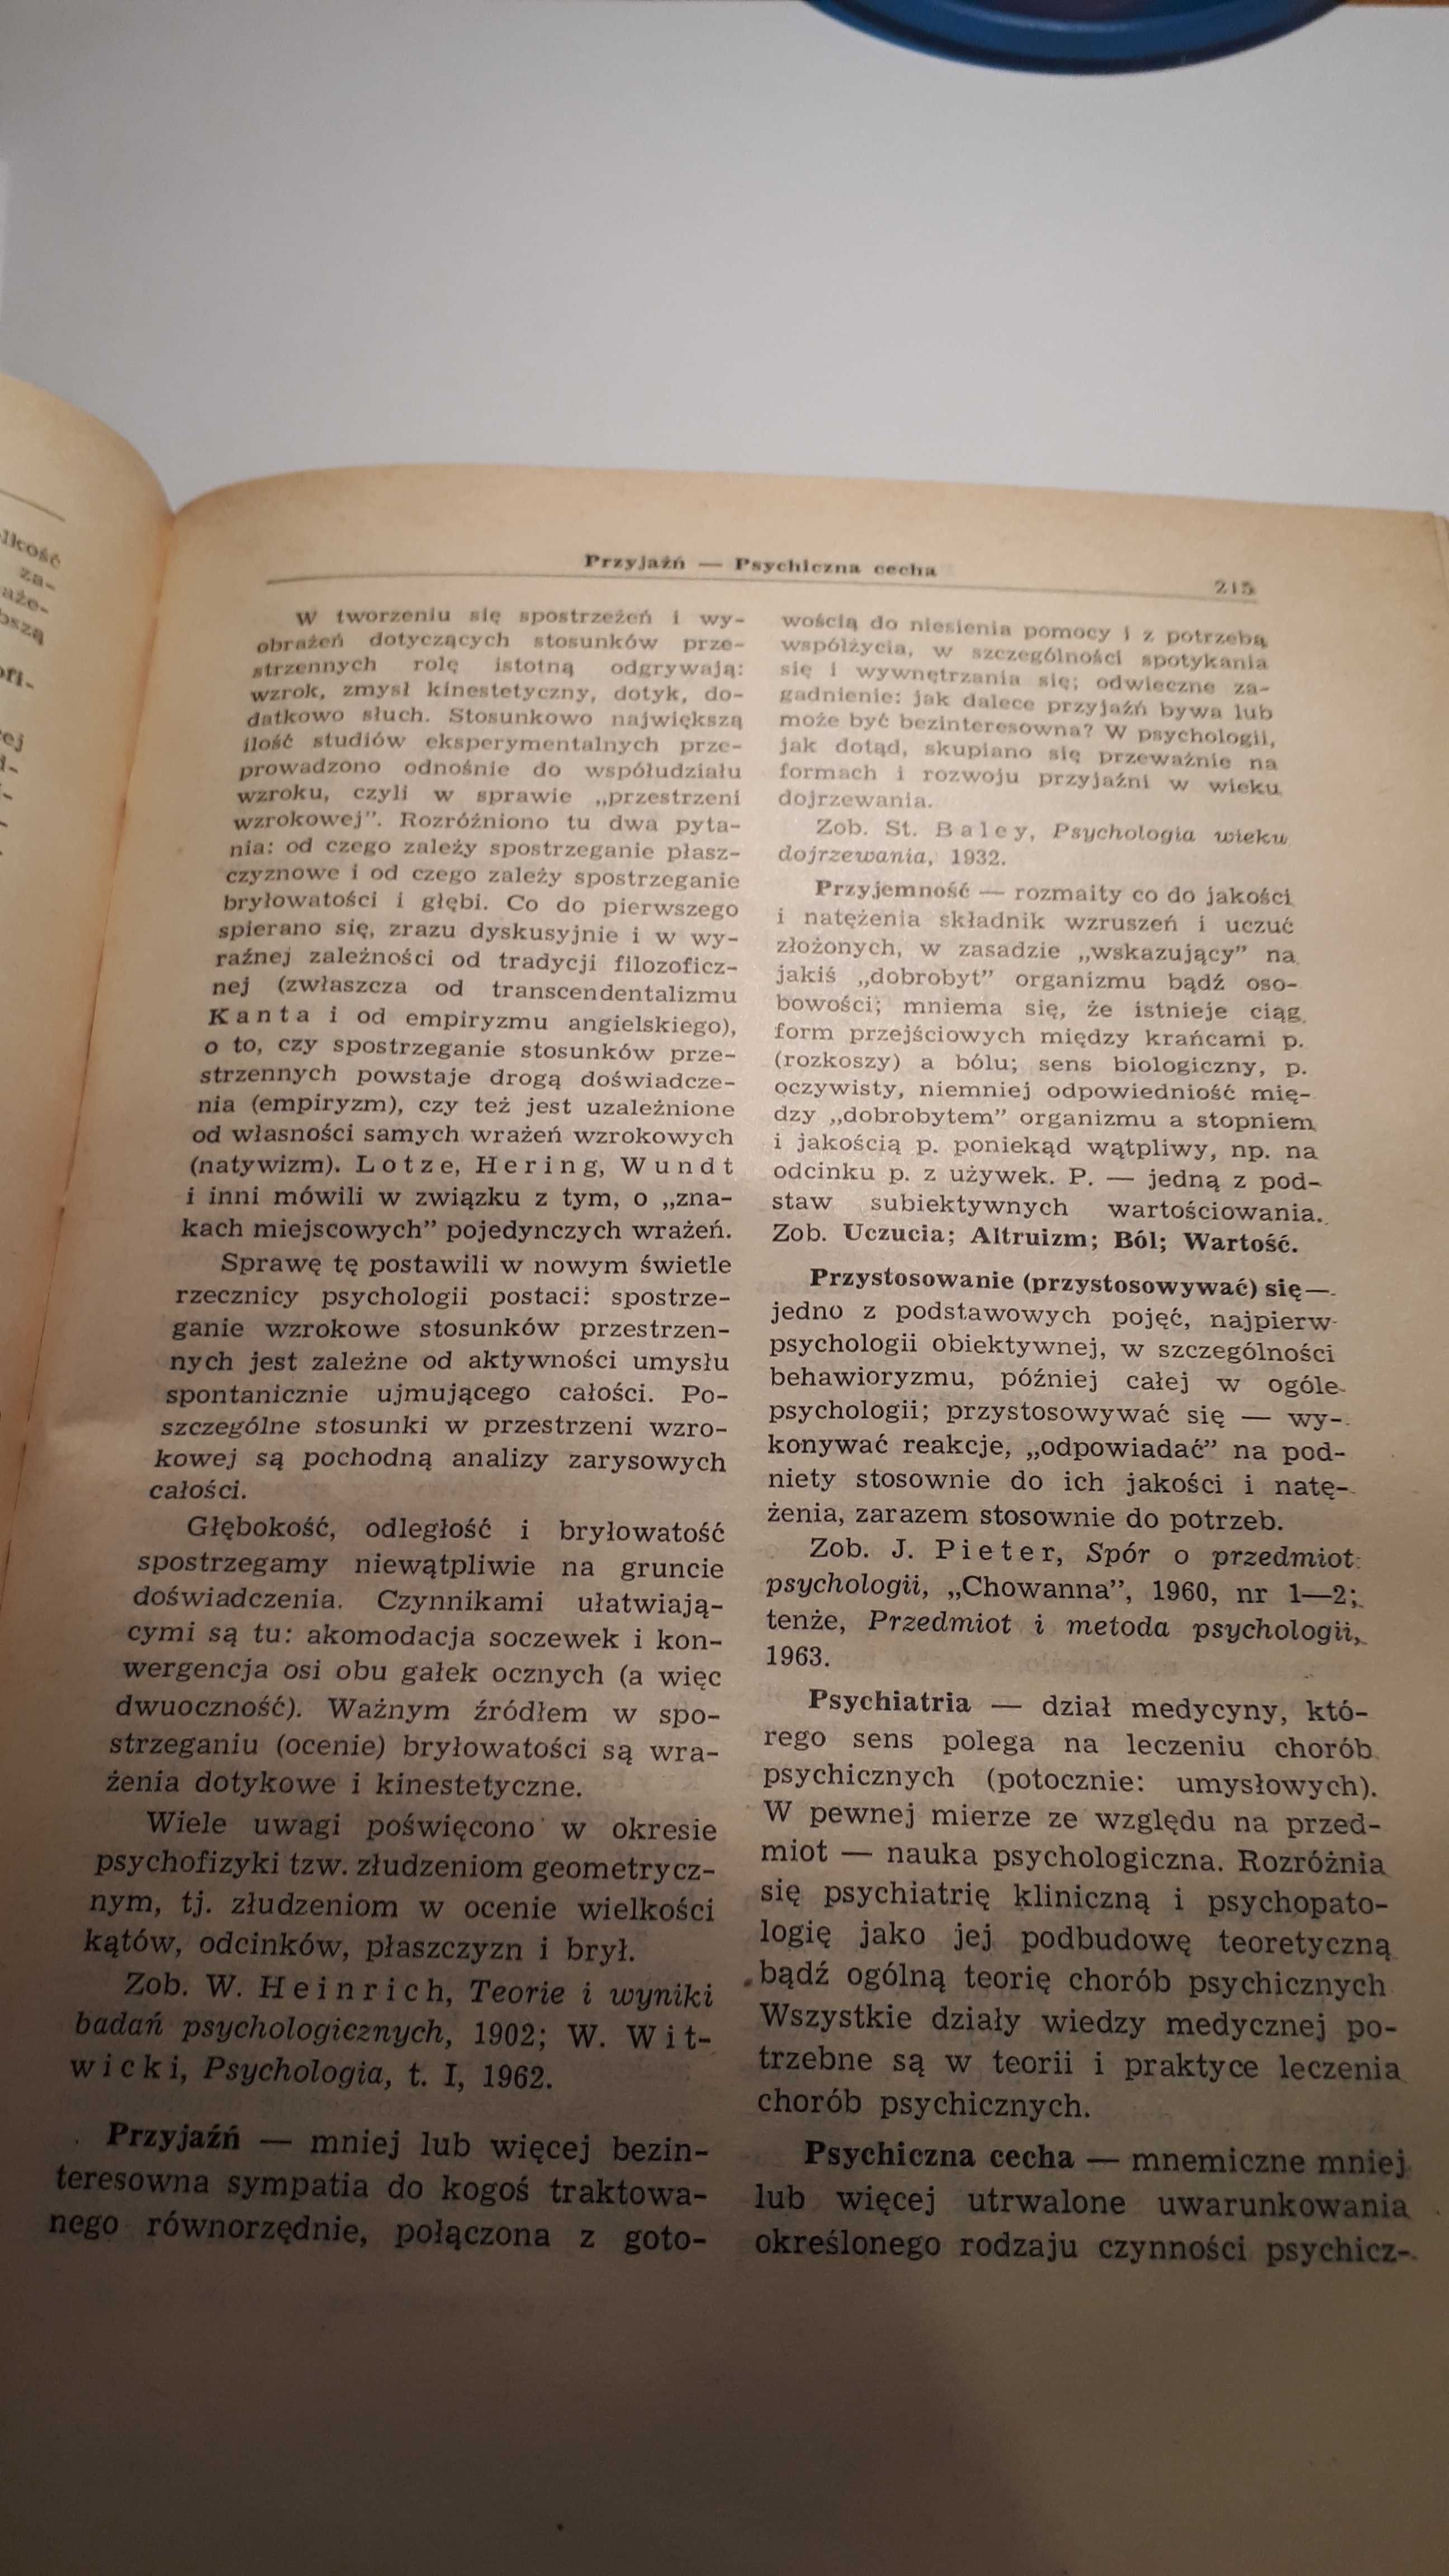 lkość
za-
aże-
bszą
ori-
ej
Przyjaźń — Psychiczna cecha
215
W tworzeniu się spostrzeżeń i wy-
obrażeń dotyczących stosunków prze-
strzennych rolę istotną odgrywają:
wzrok, zmysł kinestetyczny, dotyk, do-
datkowo słuch. Stosunkowo największą
ilość studiów eksperymentalnych prze-
prowadzono odnośnie do współudziału
wzroku, czyli w sprawie „przestrzeni
wzrokowej”. Rozróżniono tu dwa pyta-
nia: od czego zależy spostrzeganie płasz-
czyznowe i od czego zależy spostrzeganie
bryłowatości i głębi. Co do pierwszego
spierano się, zrazu dyskusyjnie i w wy-
raźnej zależności od tradycji filozoficz-
nej (zwłaszcza od transcendentalizmu
Kanta i od empiryzmu angielskiego),
o to, czy spostrzeganie stosunków prze-
strzennych powstaje drogą doświadcze-
nia (empiryzm), czy też jest uzależnione
od własności samych wrażeń wzrokowych
(natywizm). Lotze, Hering, Wundt
i inni mówili w związku z tym, o „zna-
kach miejscowych” pojedynczych wrażeń.
Sprawę tę postawili w nowym świetle
rzecznicy psychologii postaci: spostrze-
ganie wzrokowe stosunków przestrzen-
nych jest zależne od aktywności umysłu
spontanicznie ujmującego całości. Po-
szczególne stosunki w przestrzeni wzro-
kowej są pochodną analizy zarysowych
całości.
Głębokość, odległość i bryłowatość
spostrzegamy niewątpliwie na gruncie
doświadczenia. Czynnikami ułatwiają-
cymi są tu: akomodacja soczewek i kon-
wergencja osi obu gałek ocznych (a więc
dwuoczność). Ważnym źródłem w spo-
strzeganiu (ocenie) bryłowatości są wra-
żenia dotykowe i kinestetyczne.
Wiele uwagi poświęcono w okresie
psychofizyki tzw. złudzeniom geometrycz-
nym, tj. złudzeniom w ocenie wielkości
kątów, odcinków, płaszczyzn i brył.
Zob. W. Heinrich, Teorie i wyniki
badań psychologicznych, 1902; W. Wit-
wicki, Psychologia, t. I, 1962.
Przyjaźń — mniej lub więcej bezin-
teresowna sympatia do kogoś traktowa-
nego równorzędnie, połączona z goto-
wością do niesienia pomocy i z potrzebą
współżycia, w szczególności spotykania
się i wywnętrzania się; odwieczne za-
gadnienie: jak dalece przyjaźń bywa lub
może być bezinteresowna? W psychologii,
jak dotąd, skupiano się przeważnie na
formach i rozwoju przyjaźni w wieku
dojrzewania.
Zob. St. Baley, Psychologia wieku
dojrzewania, 1932.
Przyjemność — rozmaity co do jakości
i natężenia składnik wzruszeń i uczuć
złożonych, w zasadzie „wskazujący” na
jakiś „dobrobyt” organizmu bądź oso-
bowości; mniema się, że istnieje ciąg
form przejściowych między krańcami p.
(rozkoszy) a bólu; sens biologiczny, p.
oczywisty, niemniej odpowiedniość mię-
dzy „dobrobytem” organizmu a stopniem
i jakością p. poniekąd wątpliwy, np. na
odcinku p. z używek. P. — jedną z pod-
staw subiektywnych wartościowania.
Zob. Uczucia; Altruizm; Ból; Wartość.
Przystosowanie (przystosowywać) się —
jedno z podstawowych pojęć, najpierw
psychologii obiektywnej, w szczególności
behawioryzmu, później całej w ogóle
psychologii; przystosowywać się — wy-
konywać reakcje, „odpowiadać” na pod-
niety stosownie do ich jakości i natę-
żenia, zarazem stosownie do potrzeb.
Zob. J. Pieter, Spór o przedmiot
psychologii, „Chowanna”, 1960, nr 1—2;
tenże, Przedmiot i metoda psychologii,
1963.
Psychiatria — dział medycyny, któ-
rego sens polega na leczeniu chorób
psychicznych (potocznie: umysłowych).
W pewnej mierze ze względu na przed-
miot — nauka psychologiczna. Rozróżnia
się psychiatrię kliniczną i psychopato-
logię jako jej podbudowę teoretyczną
bądź ogólną teorię chorób psychicznych
Wszystkie działy wiedzy medycznej po-
trzebne są w teorii i praktyce leczenia
chorób psychicznych.
Psychiczna cecha — mnemiczne mniej
lub więcej utrwalone uwarunkowania
określonego rodzaju czynności psychicz-